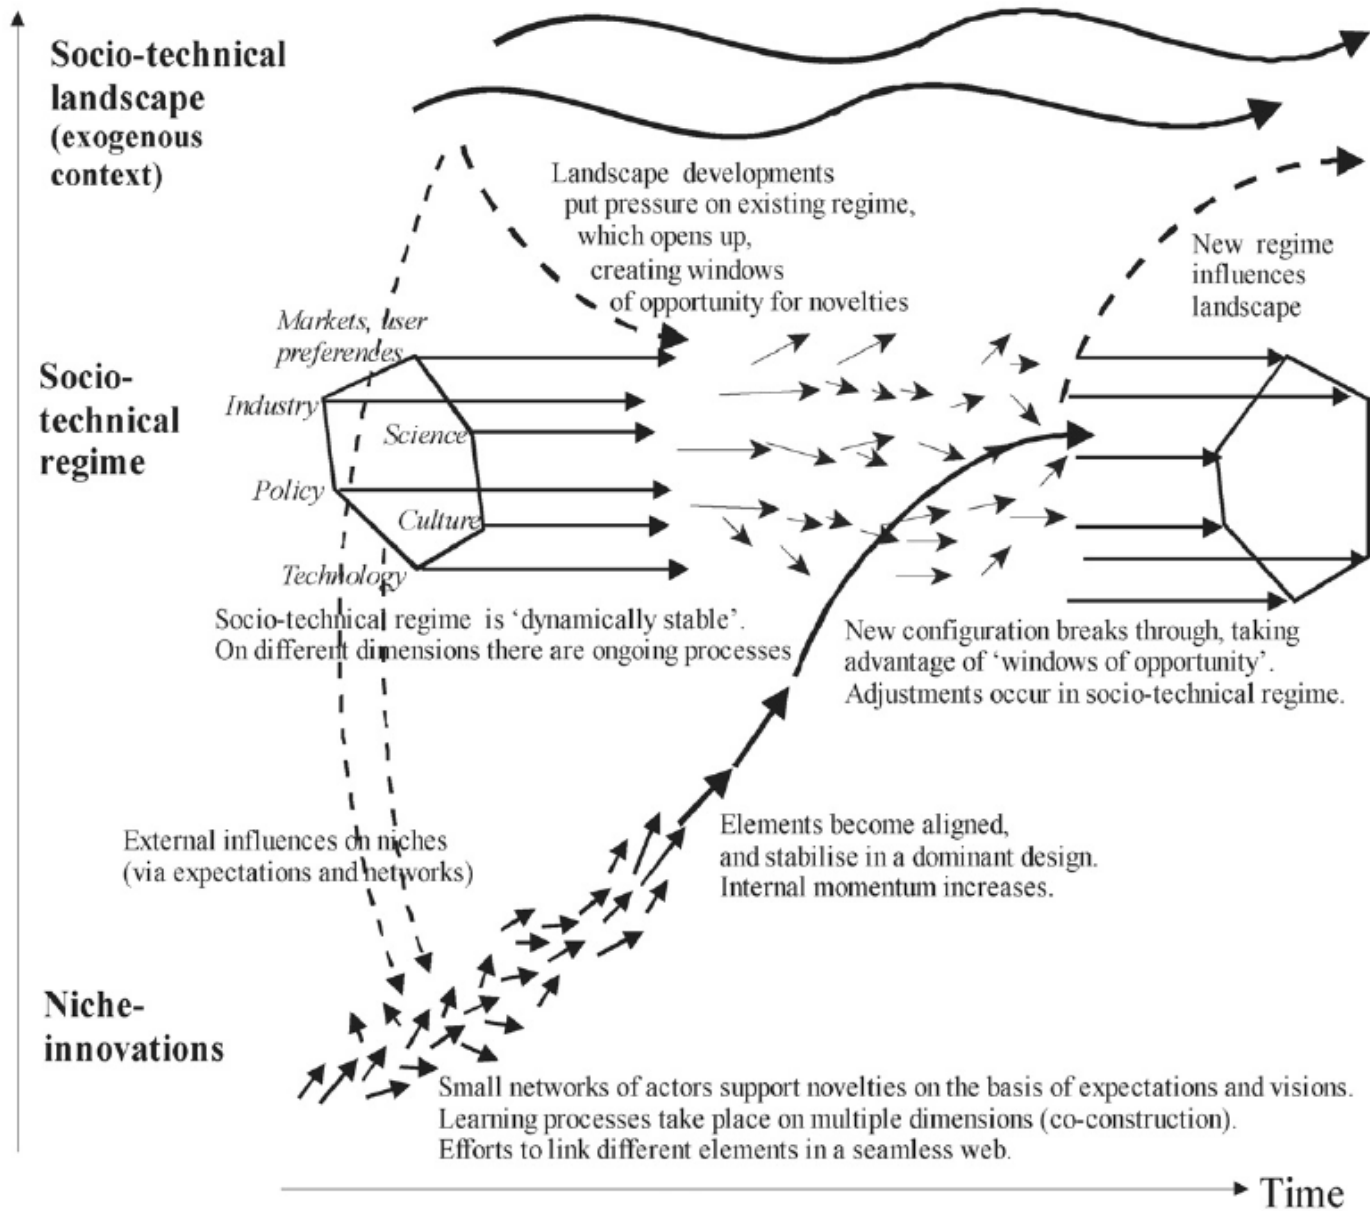 Socio-technical
landscape
(exogenous
context)
Landscape developments
put pressure on existing regime,
which opens up,
creating windows
of opportunity for novelties
New regime
influences
landscape
Markets, user
preferences
Socio-
technical
regime
Industry
Science
Policy
Culture
Technology
Socio-technical regime is ‘dynamically stable’.
On different dimensions there are ongoing processes
New configuration breaks through, taking
advantage of ‘windows of opportunity’.
Adjustments occur in socio-technical regime.
External influences on niches
(via expectations and networks)
Elements become aligned,
and stabilise in a dominant design.
Internal momentum increases.
Niche-
innovations
Small networks of actors support novelties on the basis of expectations and visions.
Learning processes take place on multiple dimensions (co-construction).
Efforts to link different elements in a seamless web.
Time